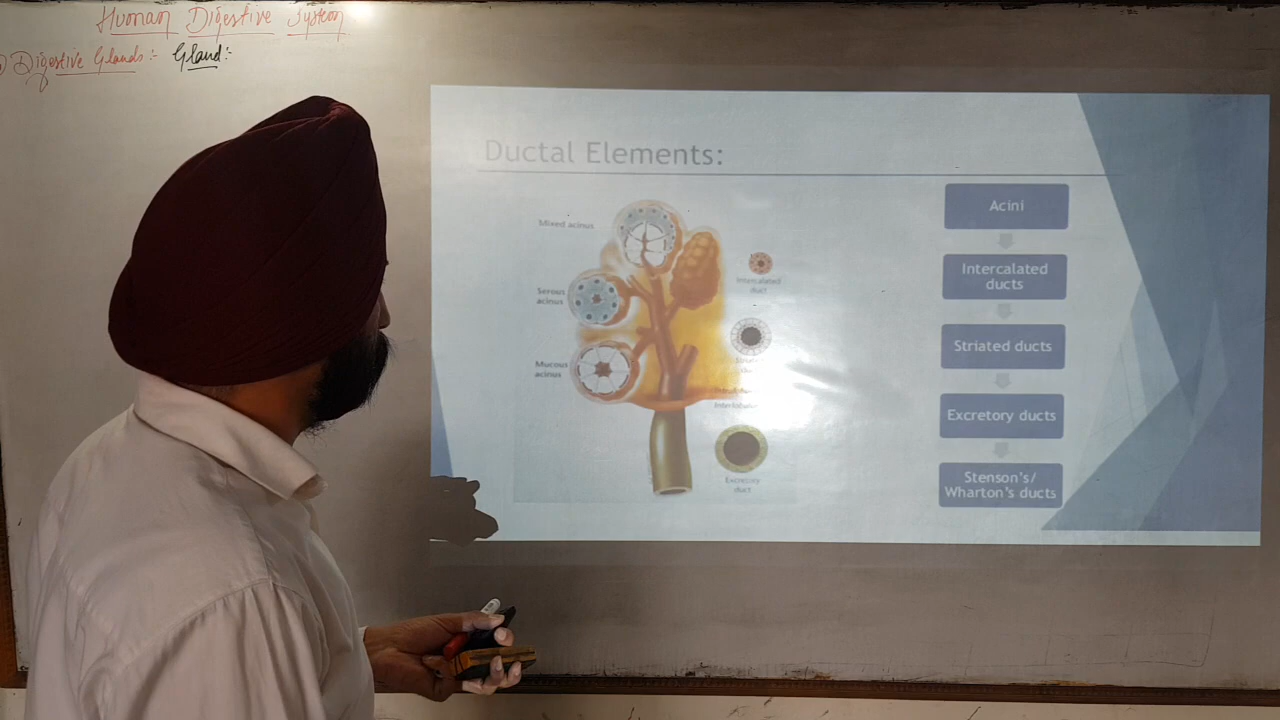 Human Digestive System
Digestive Glands:- Gland:-
Ductal Elements:
Mixed acinus
Serous
acinus
Mucous
acinus
Intercalated
duct
Excretory
duct
Acini
Intercalated
ducts
Striated ducts
Excretory ducts
Stenson's/
Wharton's ducts